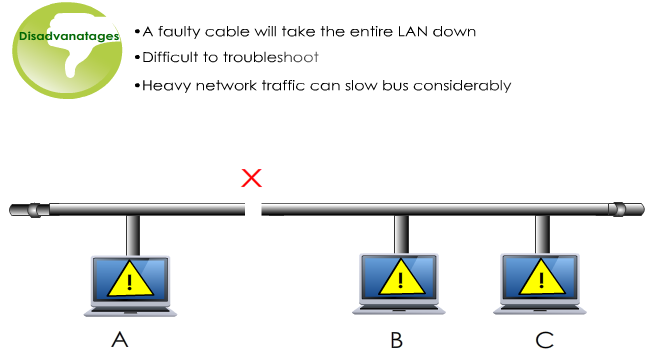 Disadvanatages
•A faulty cable will take the entire LAN down
•Difficult to troubleshoot
•Heavy network traffic can slow bus considerably
X
! ! !
A B C